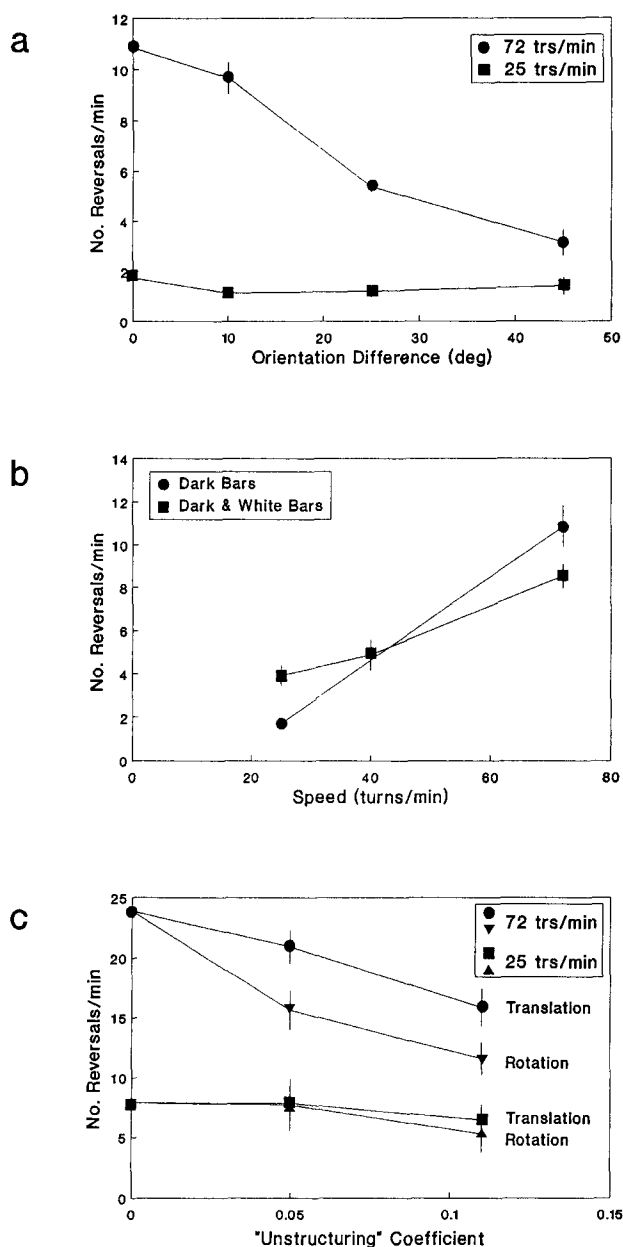 a
12
10
8
6
4
2
0
No. Reversals/min
72 trs/min
25 trs/min
0 10 20 30 40 50
Orientation Difference (deg)
b
14
12
10
8
6
4
2
0
No. Reversals/min
Dark Bars
Dark & White Bars
0 20 40 60 80
Speed (turns/min)
c
25
20
15
10
5
0
No. Reversals/min
72 trs/min
25 trs/min
Translation
Rotation
Translation
Rotation
0 0.05 0.1 0.15
"Unstructuring" Coefficient